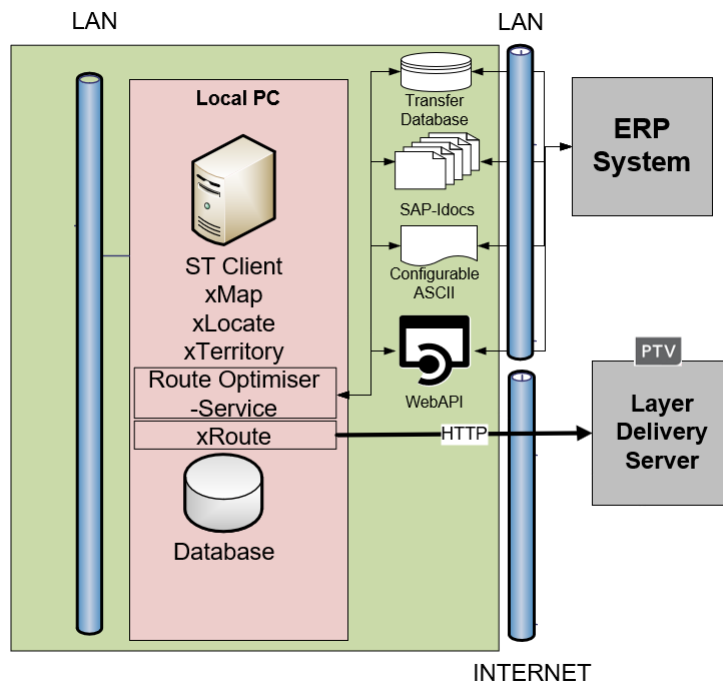 LAN
LAN
Local PC
Transfer
Database
ERP
System
SAP-Idocs
ST Client
xMap
xLocate
xTerritory
Configurable
ASCII
Route Optimiser
-Service
WebAPI
PTV
xRoute
HTTP
Layer
Delivery
Server
Database
INTERNET